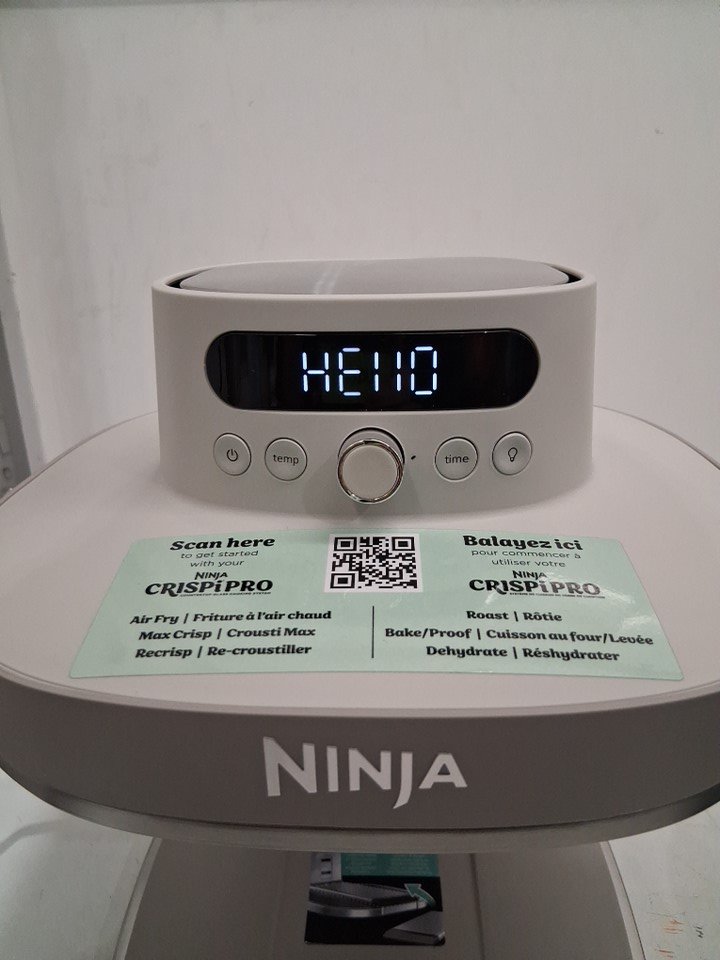 HELLO
temp
time
Scan here
to get started
with your
NINJA
CRISPi PRO
Balayez ici
pour commencer à
utiliser votre
NINJA
CRISPi PRO
Air Fry | Friture à l'air chaud
Max Crisp | Crousti Max
Recrisp | Re-croustiller
Roast | Rôtie
Bake/Proof | Cuisson au four/Levée
Dehydrate | Réshydrater
NINJA